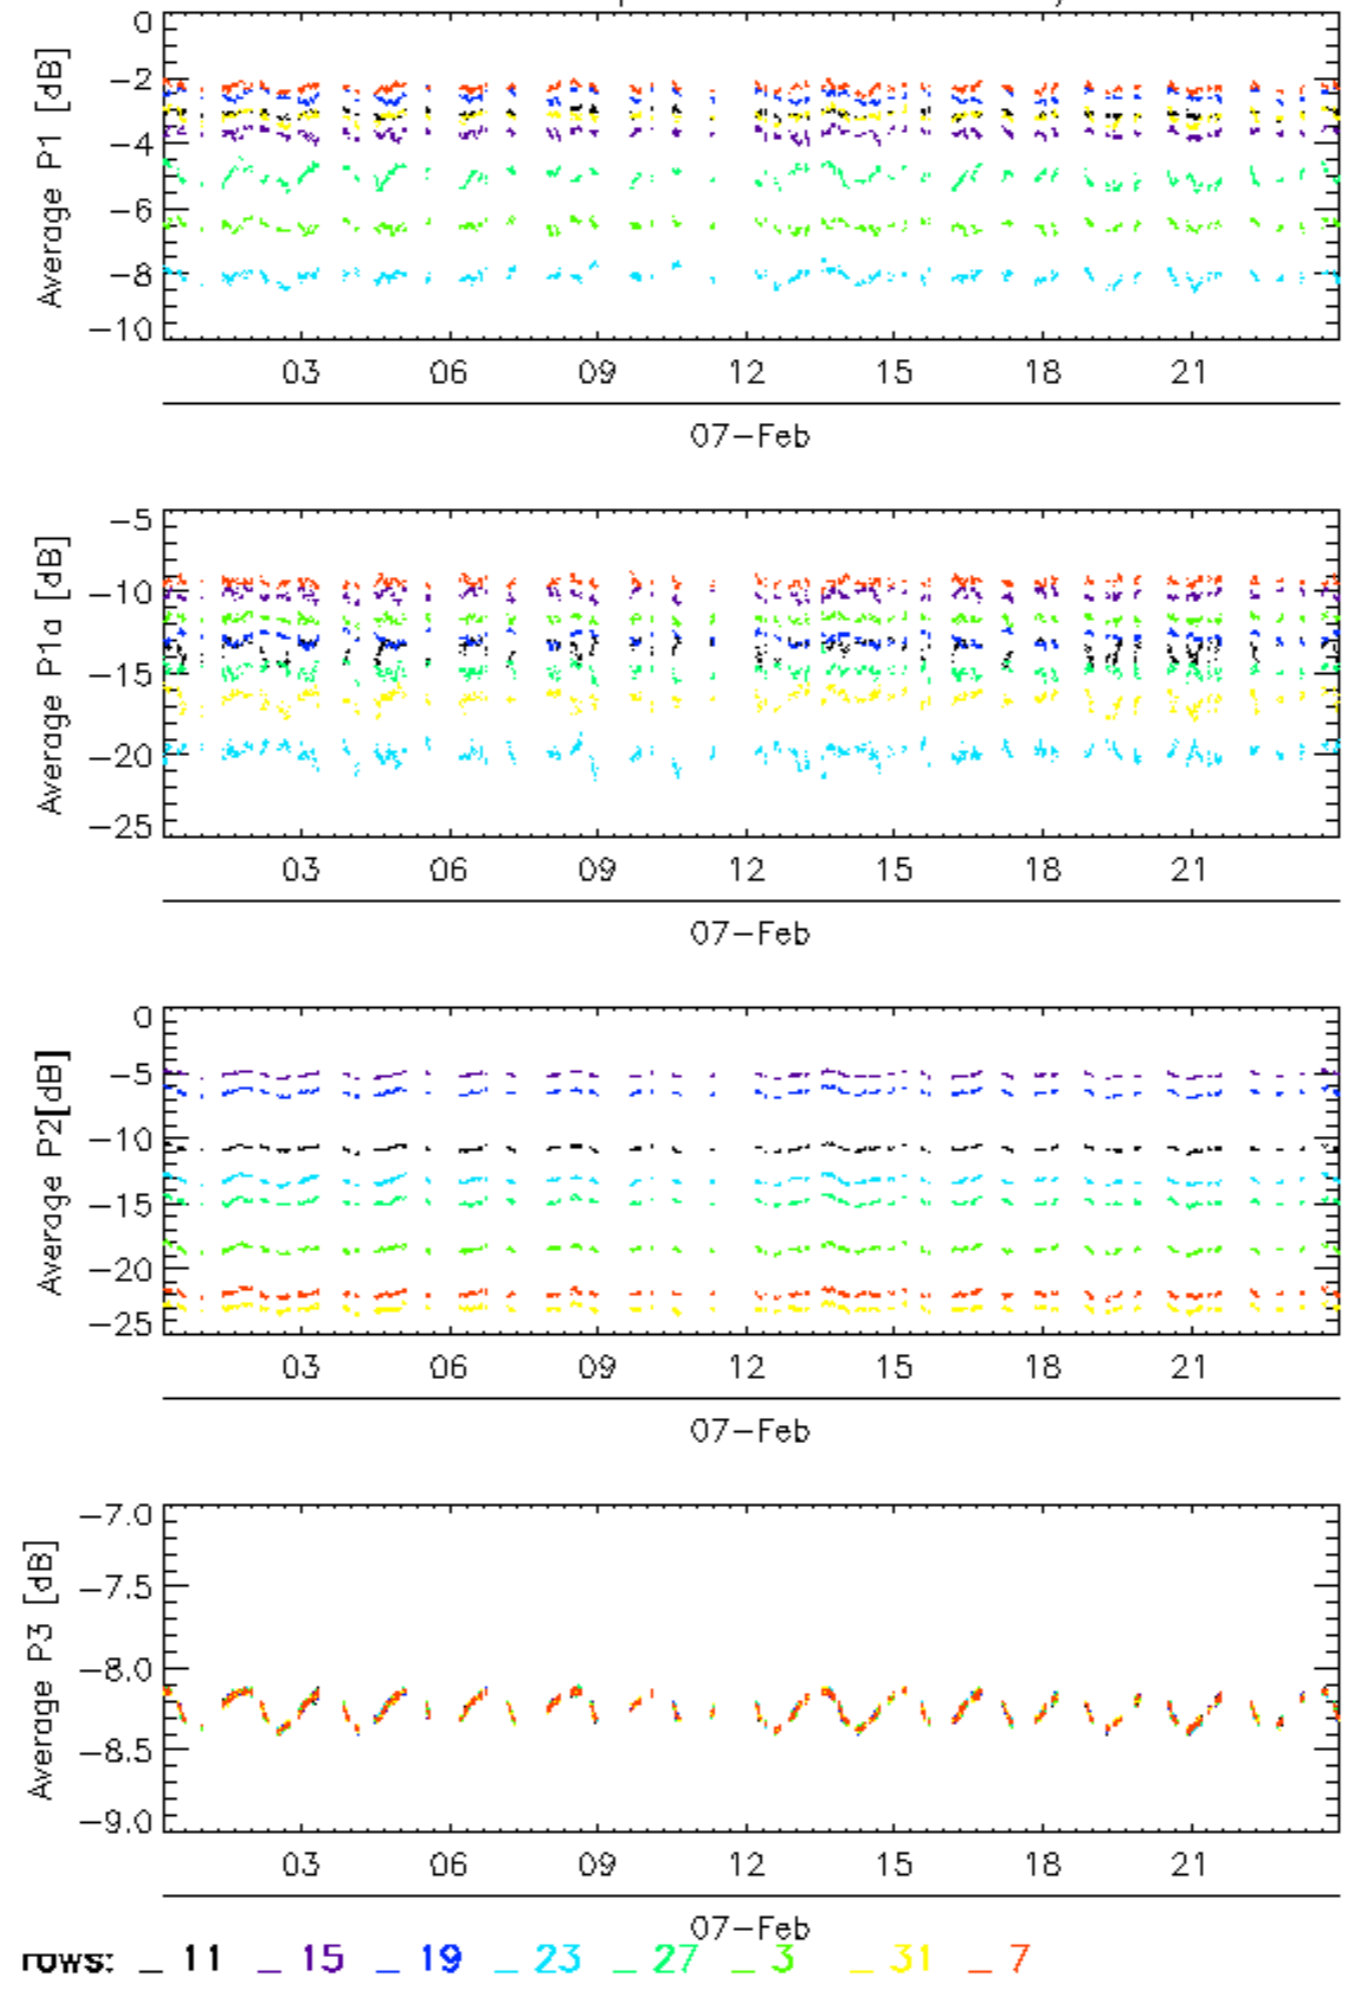 0
−2
−4
−6
−8
−10
Average P1 [dB]
03 06 09 12 15 18 21
07−Feb
−5
−10
−15
−20
−25
Average P1a [dB]
03 06 09 12 15 18 21
07−Feb
0
−5
−10
−15
−20
−25
Average P2[dB]
03 06 09 12 15 18 21
07−Feb
−7.0
−7.5
−8.0
−8.5
−9.0
Average P3 [dB]
03 06 09 12 15 18 21
07−Feb
rows: _ 11 _ 15 _ 19 _ 23 _ 27 _ 3 _ 31 _ 7